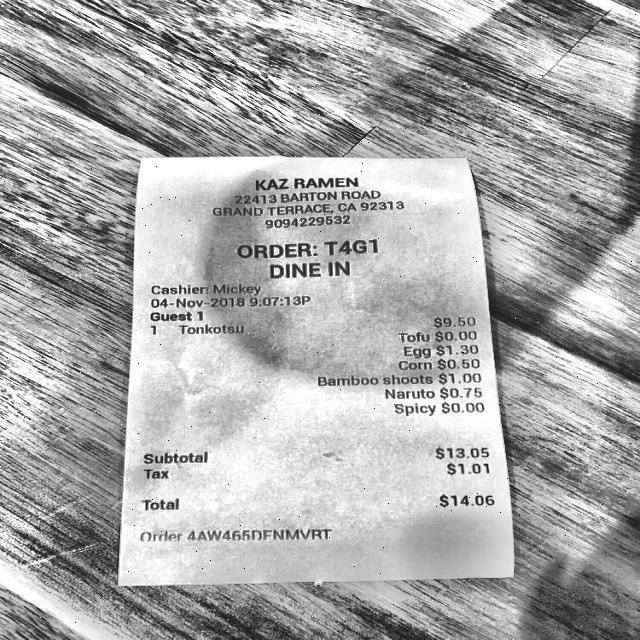 KAZ RAMEN
22413 BARTON ROAD
GRAND TERRACE, CA 92313
9094229532
ORDER: T4G1
DINE IN
Cashier: Mickey
04-Nov-2018 9:07:13P
Guest 1
1 Tonkotsu $9.50
Tofu $0.00
Egg $1.30
Corn $0.50
Bamboo shoots $1.00
Naruto $0.75
Spicy $0.00
Subtotal $13.05
Tax $1.01
Total $14.06
Order 4AW465DFNMVRT